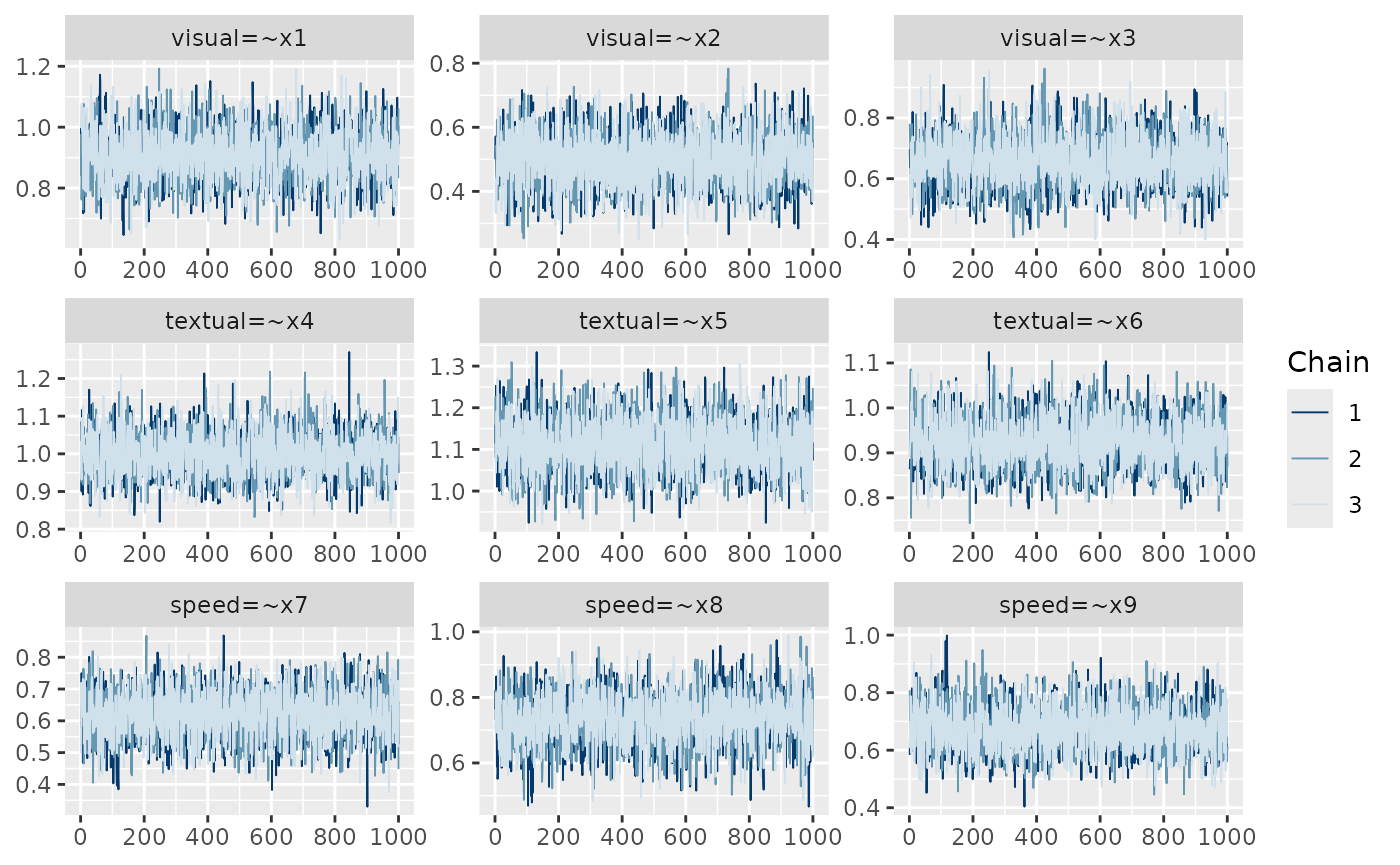 visual=~x1 visual=~x2 visual=~x3
1.2 1.0 0.8
0.8 0.6 0.4
0.8 0.6 0.4
0 200 400 600 800 1000 0 200 400 600 800 1000 0 200 400 600 800 1000
textual=~x4 textual=~x5 textual=~x6
1.2 1.1 1.0 0.9 0.8
1.3 1.2 1.1 1.0
1.1 1.0 0.9 0.8
0 200 400 600 800 1000 0 200 400 600 800 1000 0 200 400 600 800 1000
speed=~x7 speed=~x8 speed=~x9
0.8 0.7 0.6 0.5 0.4
1.0 0.8 0.6
1.0 0.8 0.6 0.4
0 200 400 600 800 1000 0 200 400 600 800 1000 0 200 400 600 800 1000
Chain
1
2
3